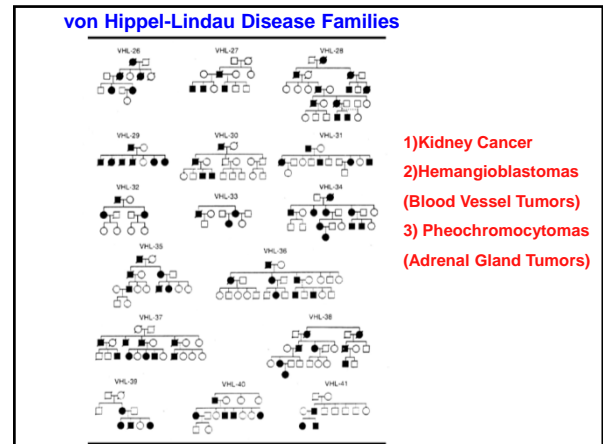 von Hippel-Lindau Disease Families
VHL-26
VHL-27
VHL-28
VHL-29
VHL-30
VHL-31
VHL-32
VHL-33
VHL-34
VHL-35
VHL-36
VHL-37
VHL-38
VHL-39
VHL-40
VHL-41
1)Kidney Cancer
2)Hemangioblastomas
(Blood Vessel Tumors)
3) Pheochromocytomas
(Adrenal Gland Tumors)